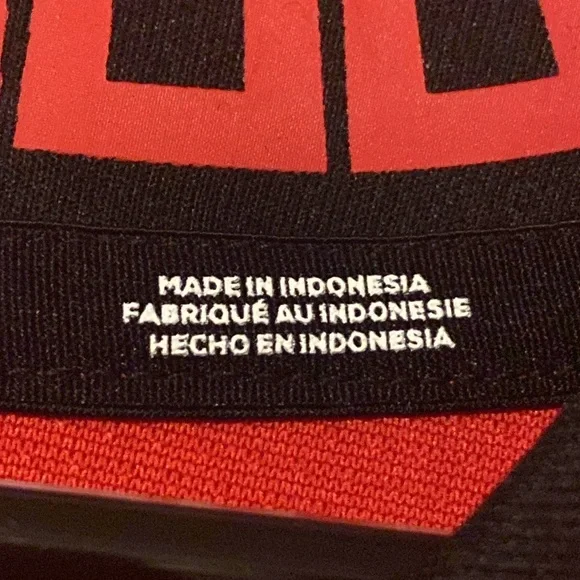 MADE IN INDONESIA
FABRIQUÉ AU INDONESIE
HECHO EN INDONESIA